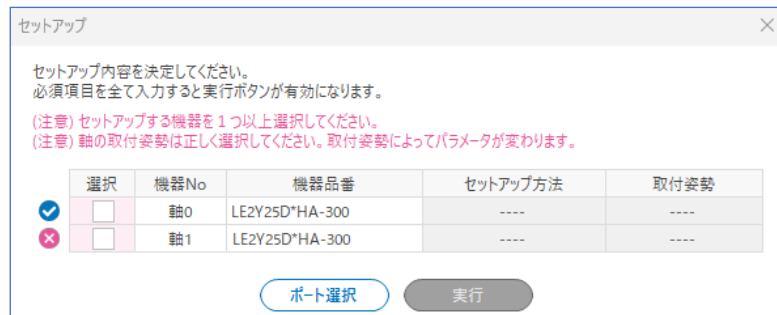 セットアップ
セットアップ内容を決定してください。
必須項目を全て入力すると実行ボタンが有効になります。
(注意) セットアップする機器を1つ以上選択してください。
(注意) 軸の取付姿勢は正しく選択してください。取付姿勢によってパラメータが変わります。
選択 機器No 機器品番 セットアップ方法 取付姿勢
軸0 LE2Y25D*HA-300 ---- ----
軸1 LE2Y25D*HA-300 ---- ----
ポート選択 実行